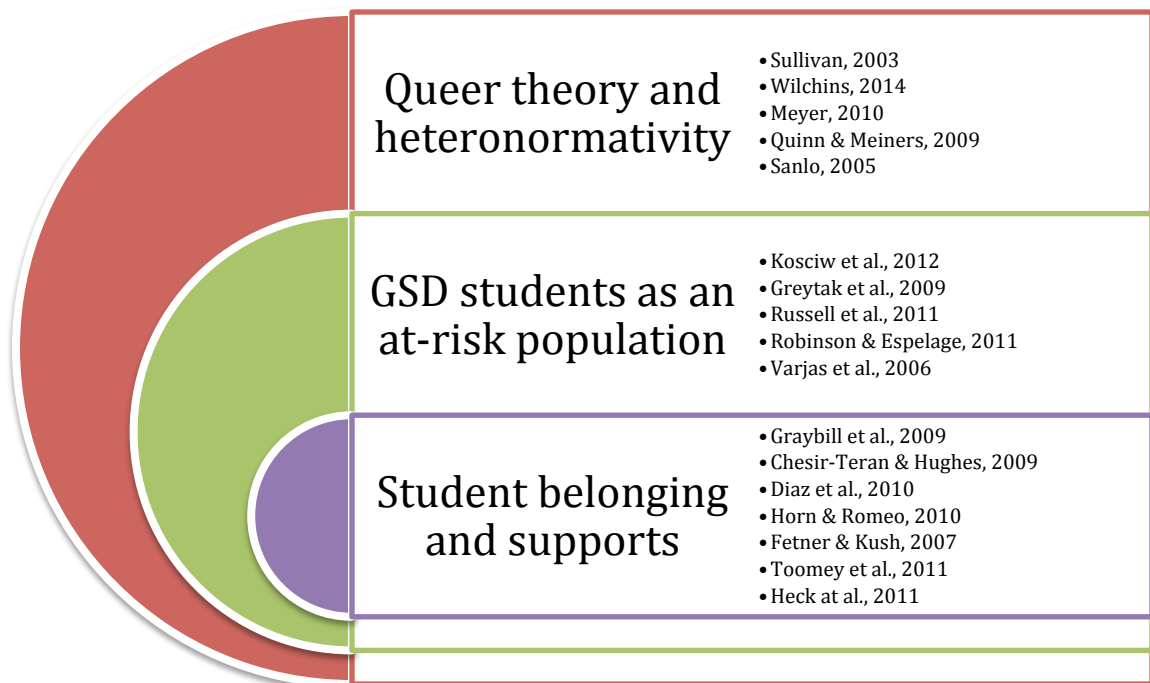 Queer theory and
heteronormativity
• Sullivan, 2003
• Wilchins, 2014
• Meyer, 2010
• Quinn & Meiners, 2009
• Sanlo, 2005
GSD students as an
at-risk population
• Kosciw et al., 2012
• Greytak et al., 2009
• Russell et al., 2011
• Robinson & Espelage, 2011
• Varjas et al., 2006
Student belonging
and supports
• Graybill et al., 2009
• Chesir-Teran & Hughes, 2009
• Diaz et al., 2010
• Horn & Romeo, 2010
• Fetner & Kush, 2007
• Toomey et al., 2011
• Heck at al., 2011